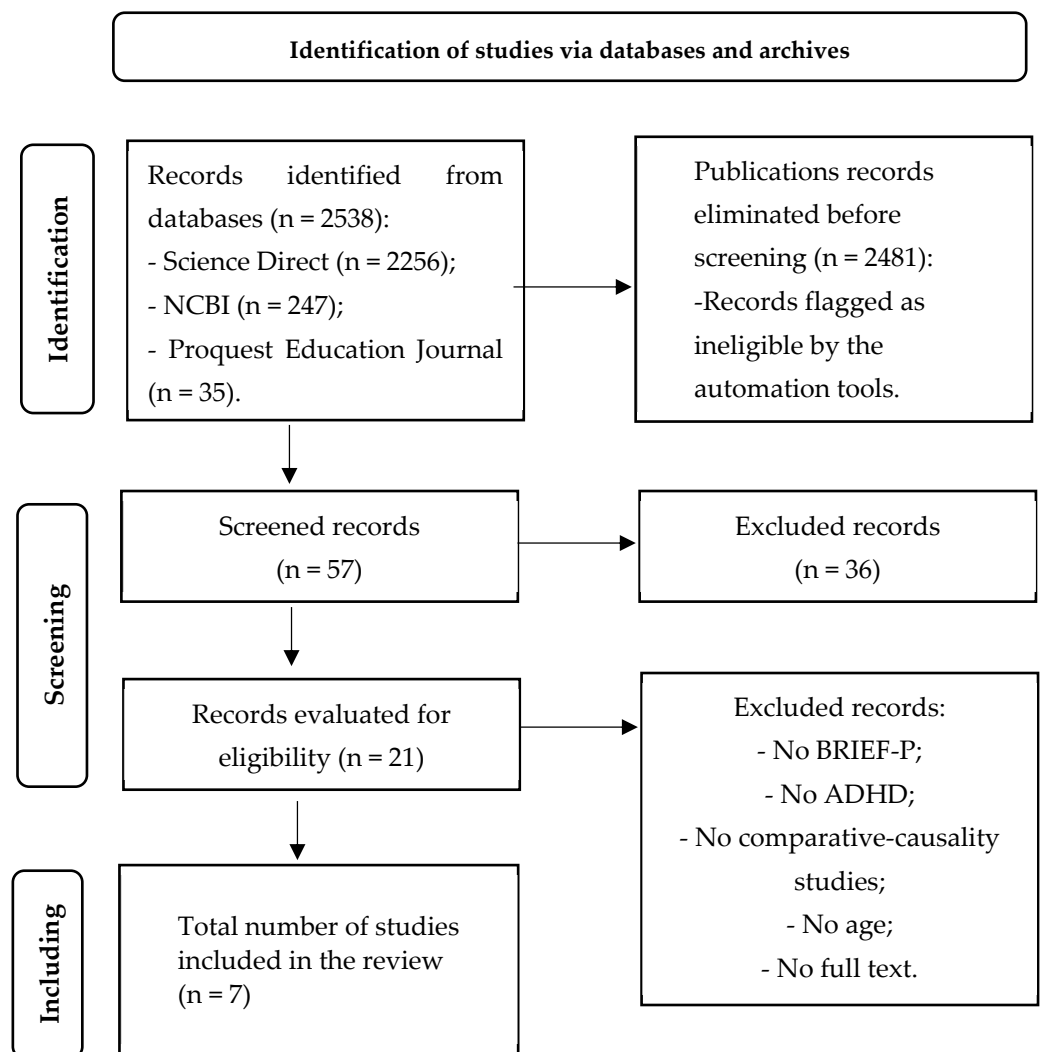 Identification of studies via databases and archives
Identification
Records identified from
databases (n = 2538):
- Science Direct (n = 2256);
- NCBI (n = 247);
- Proquest Education Journal
(n = 35).
Publications records
eliminated before
screening (n = 2481):
-Records flagged as
ineligible by the
automation tools.
Screening
Screened records
(n = 57)
Excluded records
(n = 36)
Records evaluated for
eligibility (n = 21)
Excluded records:
- No BRIEF-P;
- No ADHD;
- No comparative-causality
studies;
- No age;
- No full text.
Including
Total number of studies
included in the review
(n = 7)